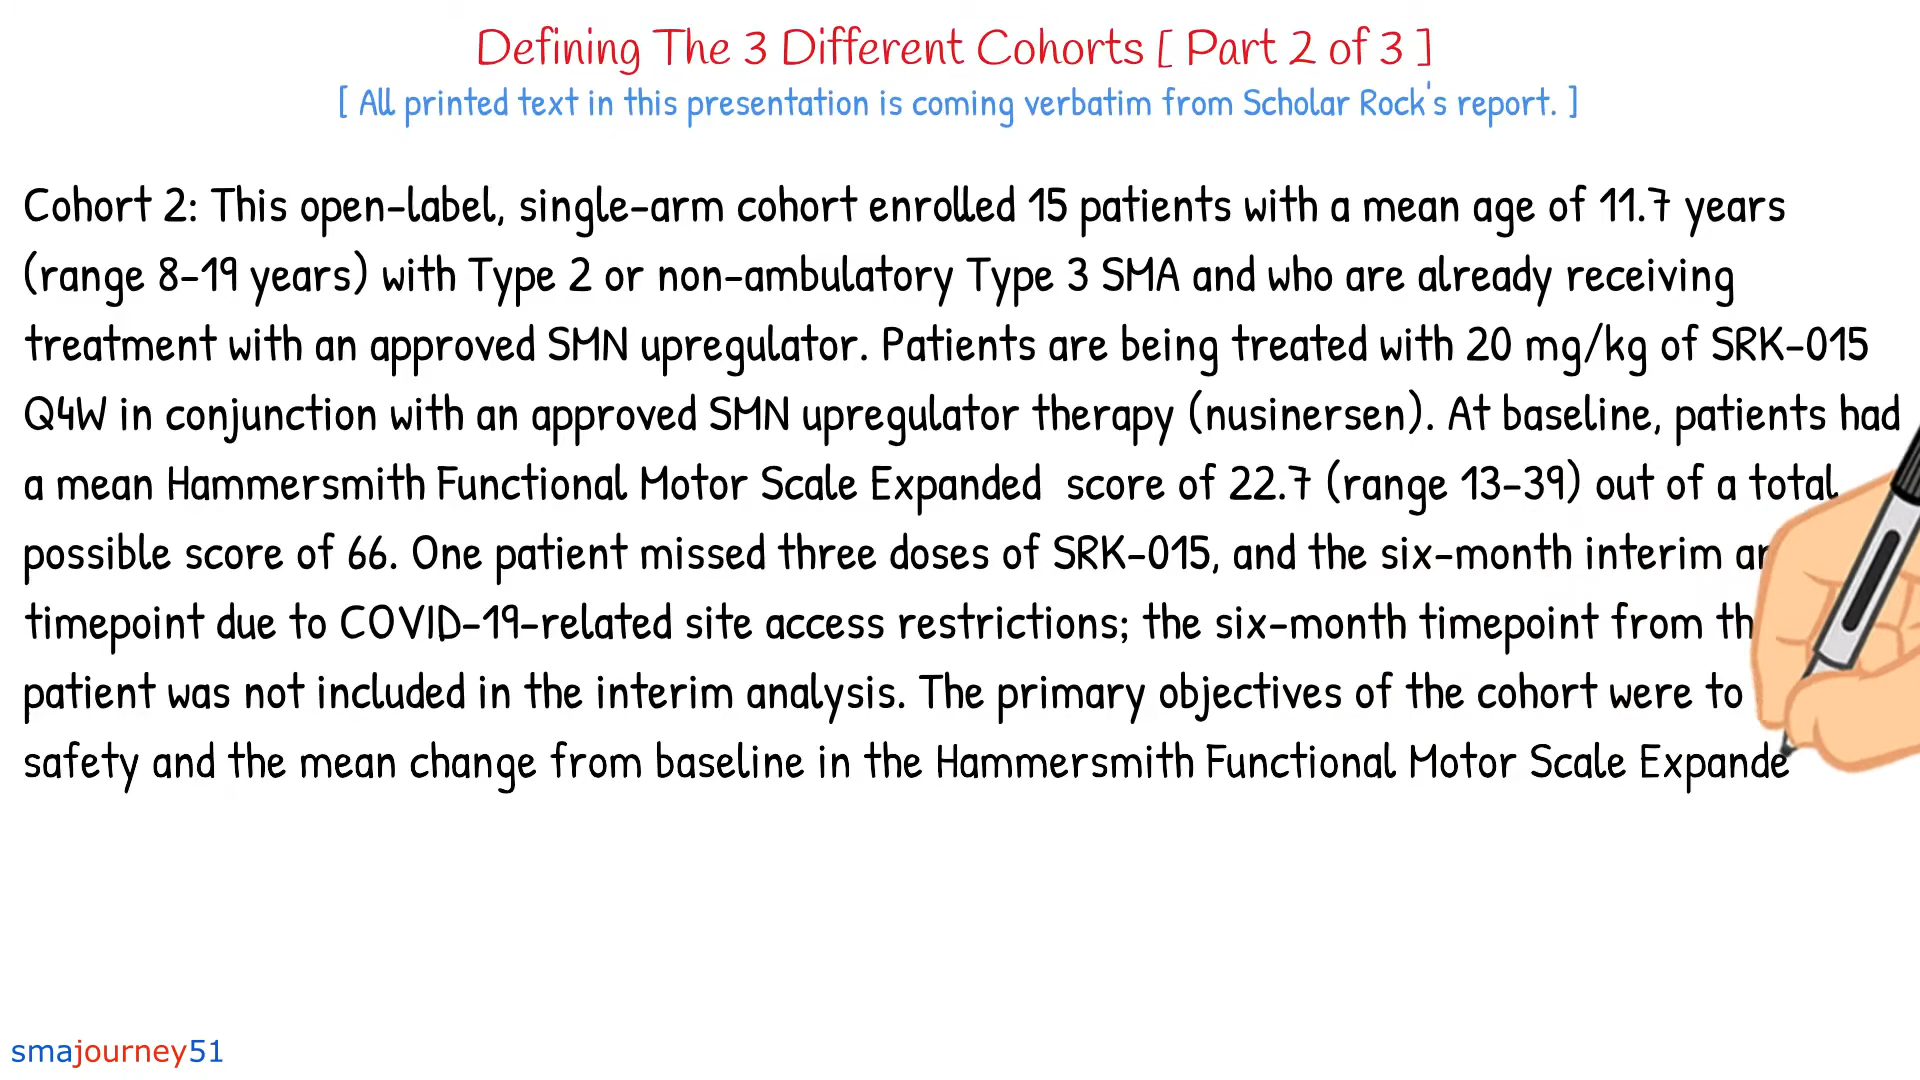 Defining The 3 Different Cohorts [ Part 2 of 3 ]
[ All printed text in this presentation is coming verbatim from Scholar Rock's report. ]
Cohort 2: This open-label, single-arm cohort enrolled 15 patients with a mean age of 11.7 years
(range 8-19 years) with Type 2 or non-ambulatory Type 3 SMA and who are already receiving
treatment with an approved SMN upregulator. Patients are being treated with 20 mg/kg of SRK-015
Q4W in conjunction with an approved SMN upregulator therapy (nusinersen). At baseline, patients had
a mean Hammersmith Functional Motor Scale Expanded score of 22.7 (range 13-39) out of a total
possible score of 66. One patient missed three doses of SRK-015, and the six-month interim
timepoint due to COVID-19-related site access restrictions; the six-month timepoint from
patient was not included in the interim analysis. The primary objectives of the cohort were to
safety and the mean change from baseline in the Hammersmith Functional Motor Scale Expande
smajourney51